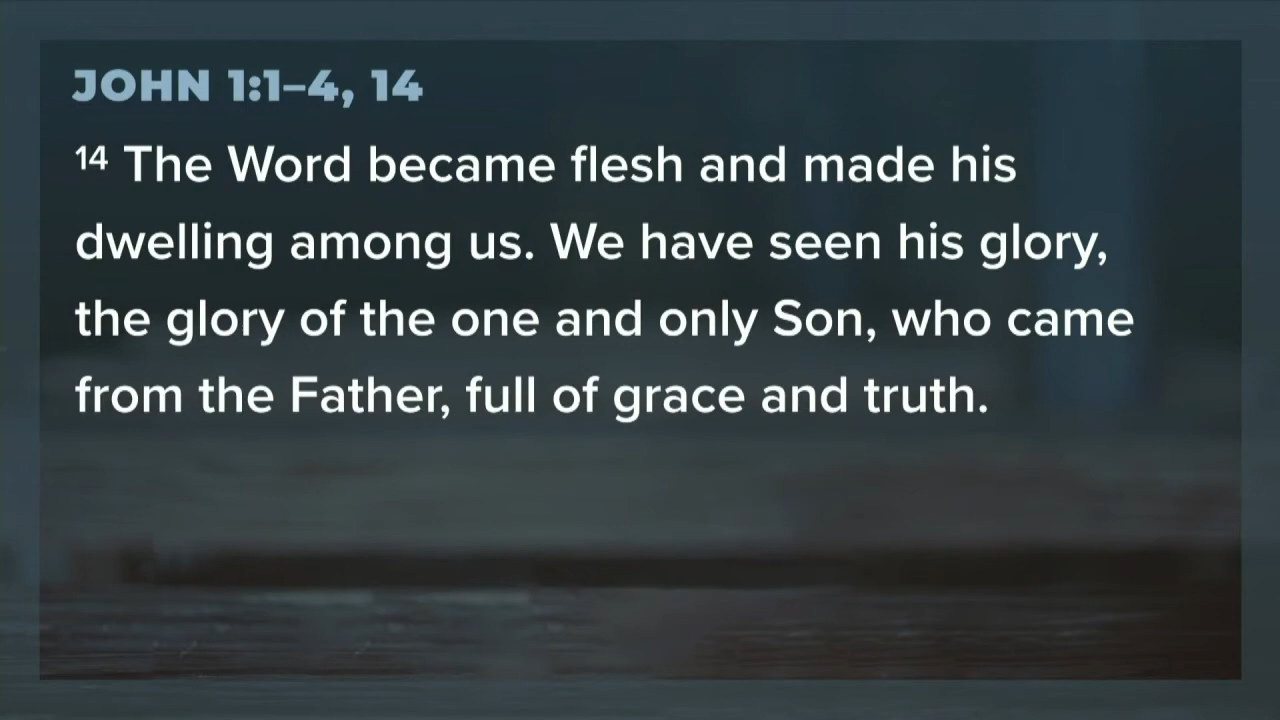 JOHN 1:1–4, 14
¹⁴ The Word became flesh and made his
dwelling among us. We have seen his glory,
the glory of the one and only Son, who came
from the Father, full of grace and truth.